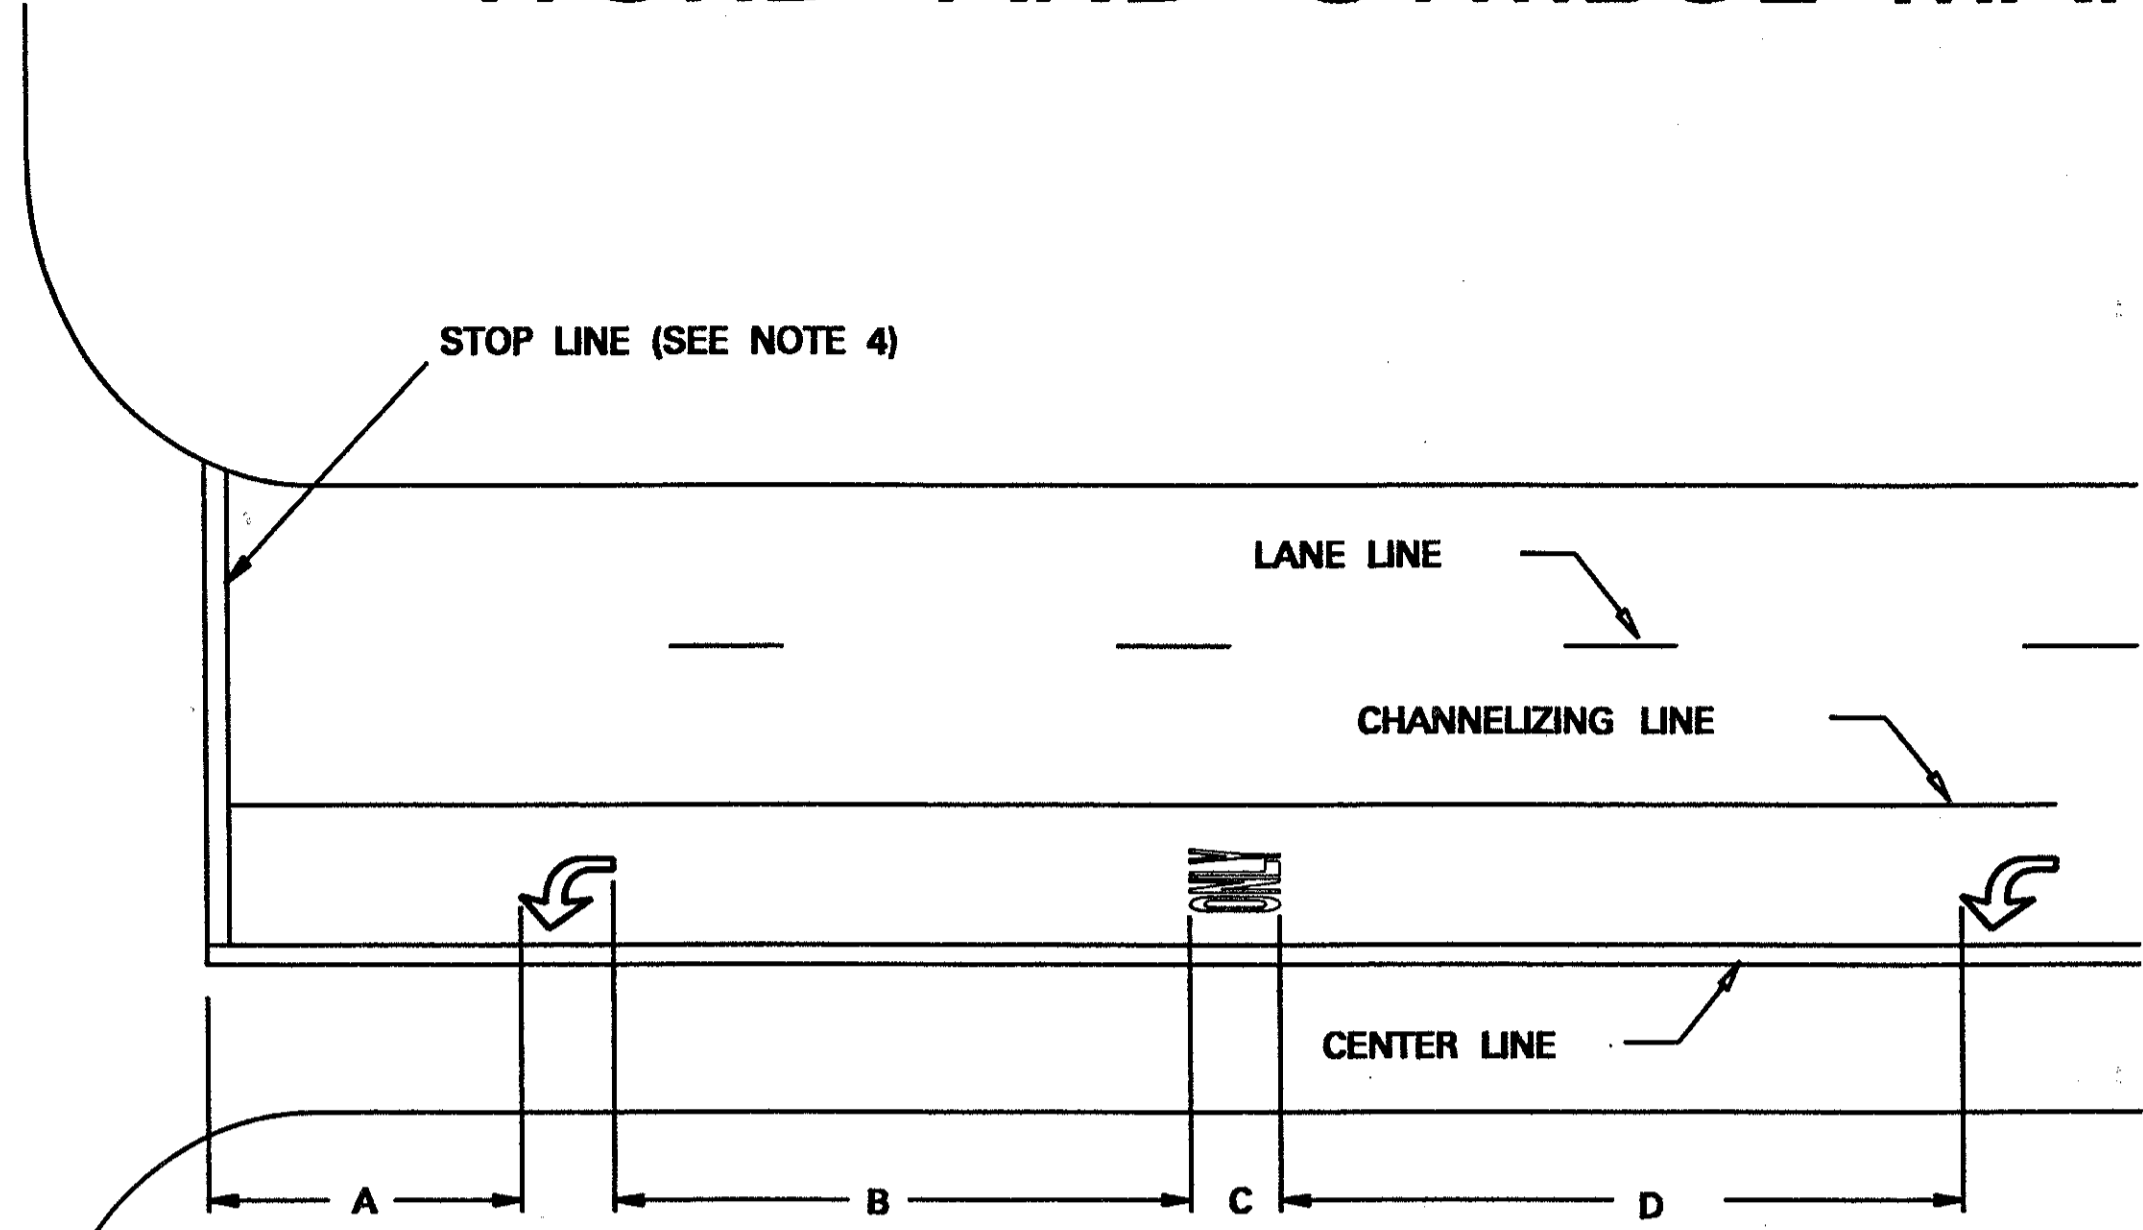 STOP LINE (SEE NOTE 4)
LANE LINE
CHANNELIZING LINE
ONLY
CENTER LINE
A B C D